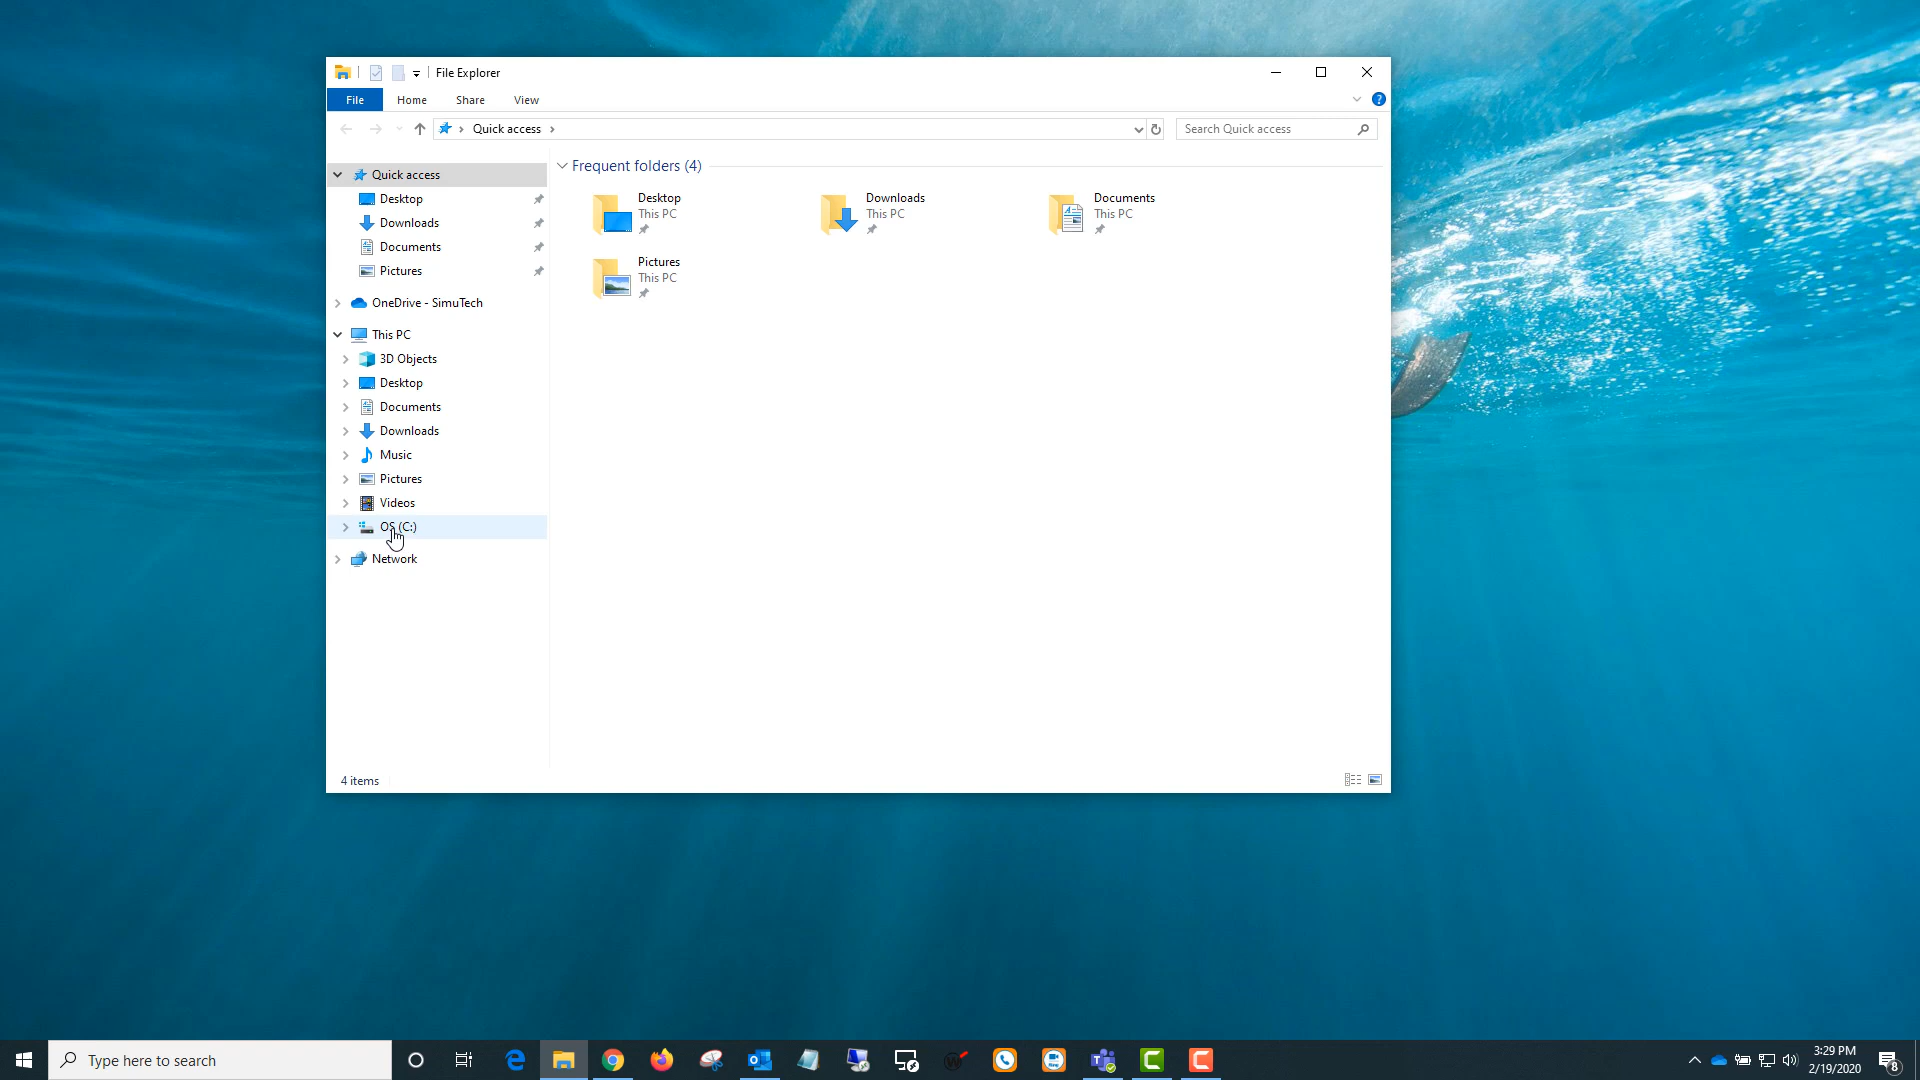 File Explorer
File Home Share View
Quick access
Search Quick access
Quick access
Desktop
Downloads
Documents
Pictures
OneDrive - SimuTech
This PC
3D Objects
Desktop
Documents
Downloads
Music
Pictures
Videos
OS (C:)
Network
Frequent folders (4)
Desktop
This PC
Downloads
This PC
Documents
This PC
Pictures
This PC
4 items
Type here to search
3:29 PM
2/19/2020
8